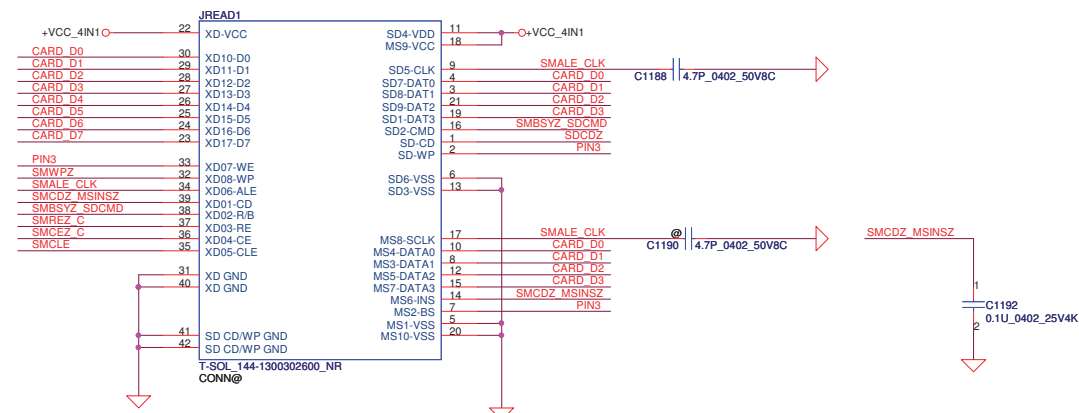 JREAD1
+VCC_4IN1 22 XD-VCC SD4-VDD 11 +VCC_4IN1
MS9-VCC 18
CARD_D0 30 XD10-D0
CARD_D1 29 XD11-D1
CARD_D2 28 XD12-D2
CARD_D3 27 XD13-D3
CARD_D4 26 XD14-D4
CARD_D5 25 XD15-D5
CARD_D6 24 XD16-D6
CARD_D7 23 XD17-D7
SD5-CLK 9 SMALE_CLK C1188 4.7P_0402_50V8C
SD7-DAT0 4 CARD_D0
SD8-DAT1 3 CARD_D1
SD9-DAT2 21 CARD_D2
SD1-DAT3 19 CARD_D3
SD2-CMD 16 SMBSYZ_SDCMD
SD-CD 1 SDCDZ
SD-WP 2 PIN3
PIN3 33 XD07-WE
SMWPZ 32 XD08-WP
SMALE_CLK 34 XD06-ALE
SMCDZ_MSINSZ 39 XD01-CD
SMBSYZ_SDCMD 38 XD02-R/B
SMREZ_C 37 XD03-RE
SMCEZ_C 36 XD04-CE
SMCLE 35 XD05-CLE
SD6-VSS 6
SD3-VSS 13
MS8-SCLK 17 SMALE_CLK @ C1190 4.7P_0402_50V8C
MS4-DATA0 10 CARD_D0
MS3-DATA1 8 CARD_D1
MS5-DATA2 12 CARD_D2
MS7-DATA3 15 CARD_D3
MS6-INS 14 SMCDZ_MSINSZ
MS2-BS 7 PIN3
MS1-VSS 5
MS10-VSS 20
31 XD GND
40 XD GND
41 SD CD/WP GND
42 SD CD/WP GND
T-SOL_144-1300302600_NR
CONN@
SMCDZ_MSINSZ
1
C1192
0.1U_0402_25V4K
2